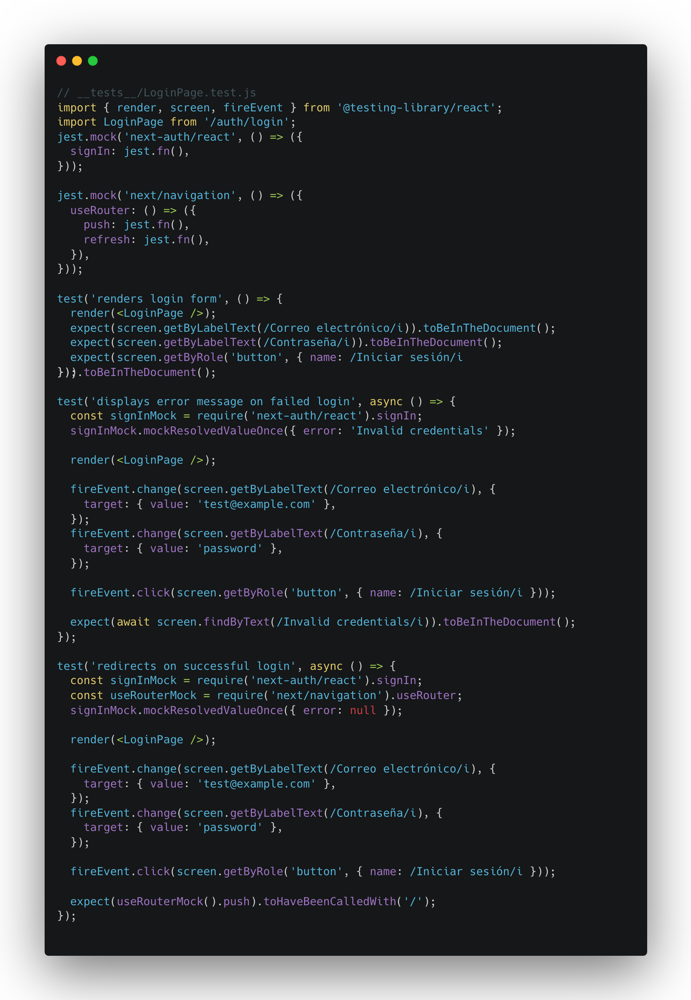 // __tests__/LoginPage.test.js
import { render, screen, fireEvent } from '@testing-library/react';
import LoginPage from '/auth/login';
jest.mock('next-auth/react', () => ({
  signIn: jest.fn(),
}));

jest.mock('next/navigation', () => ({
  useRouter: () => ({
    push: jest.fn(),
    refresh: jest.fn(),
  }),
}));

test('renders login form', () => {
  render(<LoginPage />);
  expect(screen.getByLabelText(/Correo electrónico/i)).toBeInTheDocument();
  expect(screen.getByLabelText(/Contraseña/i)).toBeInTheDocument();
  expect(screen.getByRole('button', { name: /Iniciar sesión/i
})).toBeInTheDocument();
});

test('displays error message on failed login', async () => {
  const signInMock = require('next-auth/react').signIn;
  signInMock.mockResolvedValueOnce({ error: 'Invalid credentials' });

  render(<LoginPage />);

  fireEvent.change(screen.getByLabelText(/Correo electrónico/i), {
    target: { value: 'test@example.com' },
  });
  fireEvent.change(screen.getByLabelText(/Contraseña/i), {
    target: { value: 'password' },
  });

  fireEvent.click(screen.getByRole('button', { name: /Iniciar sesión/i }));

  expect(await screen.findByText(/Invalid credentials/i)).toBeInTheDocument();
});

test('redirects on successful login', async () => {
  const signInMock = require('next-auth/react').signIn;
  const useRouterMock = require('next/navigation').useRouter;
  signInMock.mockResolvedValueOnce({ error: null });

  render(<LoginPage />);

  fireEvent.change(screen.getByLabelText(/Correo electrónico/i), {
    target: { value: 'test@example.com' },
  });
  fireEvent.change(screen.getByLabelText(/Contraseña/i), {
    target: { value: 'password' },
  });

  fireEvent.click(screen.getByRole('button', { name: /Iniciar sesión/i }));

  expect(useRouterMock().push).toHaveBeenCalledWith('/');
});